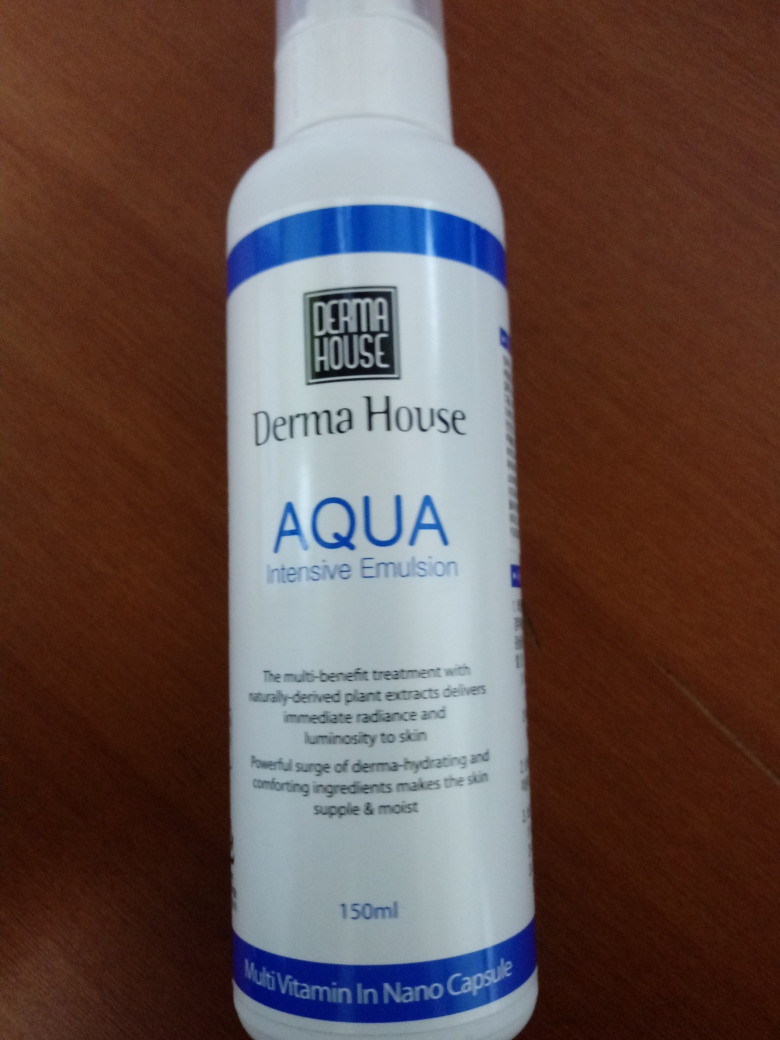 DERMA
HOUSE
Derma House
AQUA
Intensive Emulsion
The multi-benefit treatment with
naturally-derived plant extracts delivers
immediate radiance and
luminosity to skin
Powerful surge of derma-hydrating and
comforting ingredients makes the skin
supple & moist
150ml
Multi Vitamin In Nano Capsule